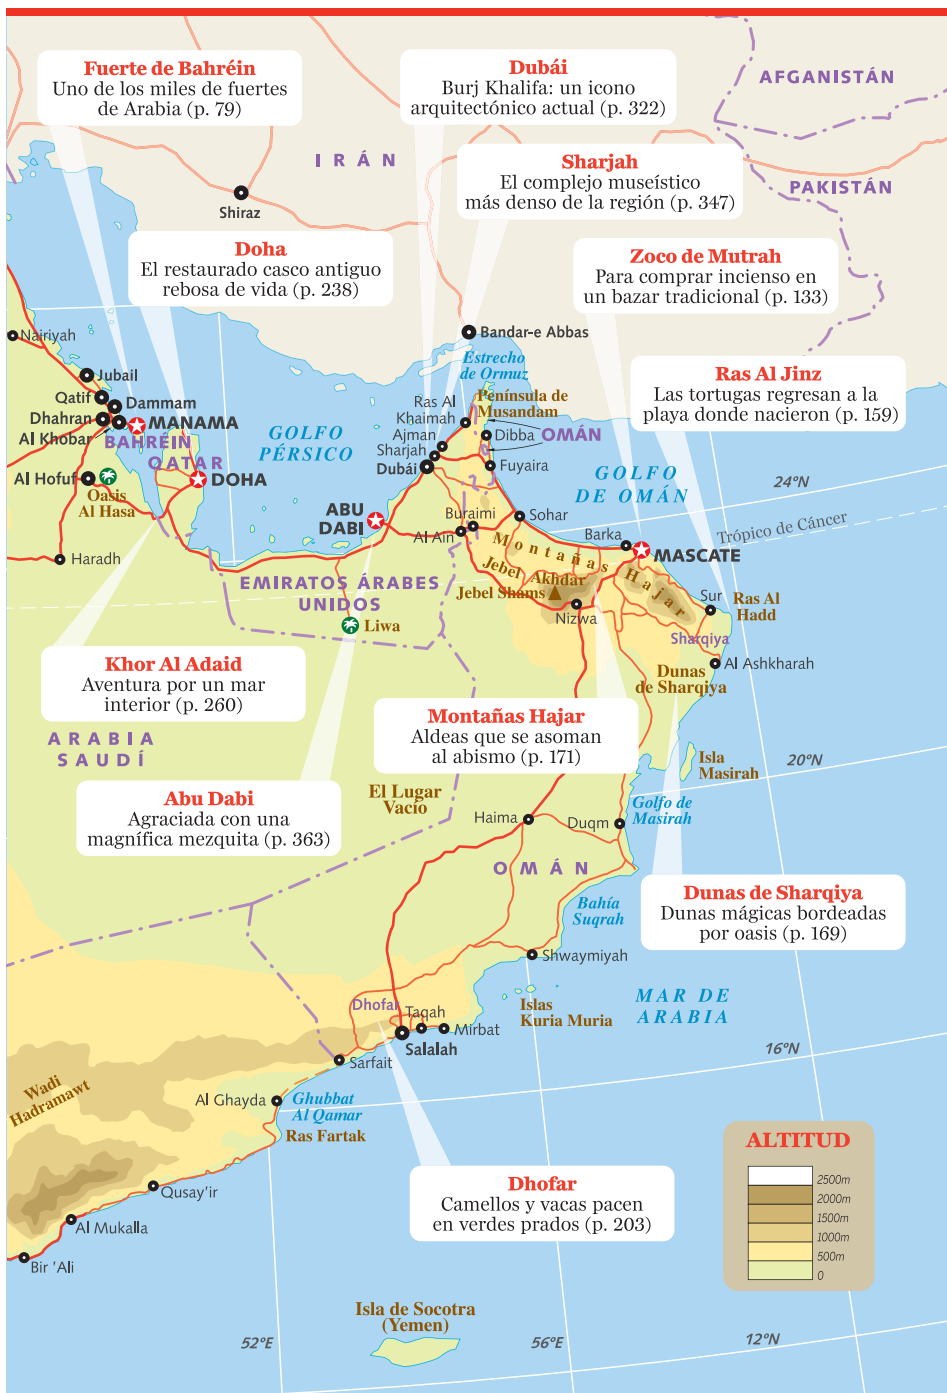 Fuerte de Bahréin
Uno de los miles de fuertes
de Arabia (p. 79)
Dubái
Burj Khalifa: un icono
arquitectónico actual (p. 322)
AFGANISTÁN
IRÁN
Sharjah
El complejo museístico
más denso de la región (p. 347)
PAKISTÁN
Shiraz
Doha
El restaurado casco antiguo
rebosa de vida (p. 238)
Zoco de Mutrah
Para comprar incienso en
un bazar tradicional (p. 133)
Nairiyah
Bandar-e Abbas
Estrecho
de Ormuz
Ras Al Jinz
Las tortugas regresan a la
playa donde nacieron (p. 159)
Jubail
Qatif
Dammam
Dhahran
MANAMA
Al Khobar
BAHRÉIN
QATAR
DOHA
Al Hofuf
Oasis
Al Hasa
GOLFO
PÉRSICO
Ras Al
Khaimah
Península de
Musandam
Ajman
Sharjah
Dubái
Dibba
OMÁN
Fuyaira
GOLFO
DE OMÁN
24ºN
Trópico de Cáncer
ABU
DABI
Buraimi
Al Ain
Sohar
Barka
MASCATE
Haradh
Montañas Hajar
Jebel Akhdar
Jebel Shams
Nizwa
EMIRATOS ÁRABES
UNIDOS
Liwa
Sur
Ras Al
Hadd
Sharqiya
Al Ashkharah
Dunas
de Sharqiya
Khor Al Adaid
Aventura por un mar
interior (p. 260)
Montañas Hajar
Aldeas que se asoman
al abismo (p. 171)
ARABIA
SAUDÍ
Isla
Masirah
20ºN
Abu Dabi
Agraciada con una
magnífica mezquita (p. 363)
El Lugar
Vacío
Haima
Duqm
Golfo de
Masirah
OMÁN
Dunas de Sharqiya
Dunas mágicas bordeadas
por oasis (p. 169)
Bahía
Suqrah
Shwaymiyah
Islas
Kuria Muria
MAR DE
ARABIA
Dhofar
Taqah
Mirbat
Salalah
Sarfait
16ºN
Wadi
Hadramawt
Al Ghayda
Ghubbat
Al Qamar
Ras Fartak
Qusay'ir
Al Mukalla
Bir 'Ali
Dhofar
Camellos y vacas pacen
en verdes prados (p. 203)
ALTITUD
2500m
2000m
1500m
1000m
500m
0
Isla de Socotra
(Yemen)
52ºE
56ºE
12ºN